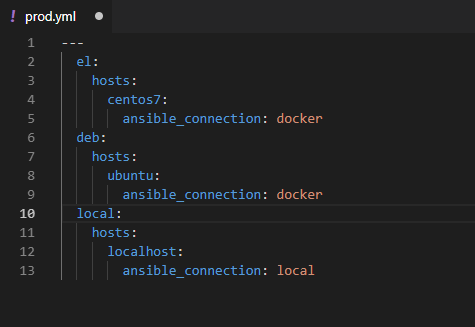 ! prod.yml
1 ---
2   el:
3     hosts:
4       centos7:
5         ansible_connection: docker
6   deb:
7     hosts:
8       ubuntu:
9         ansible_connection: docker
10   local:
11     hosts:
12       localhost:
13         ansible_connection: local